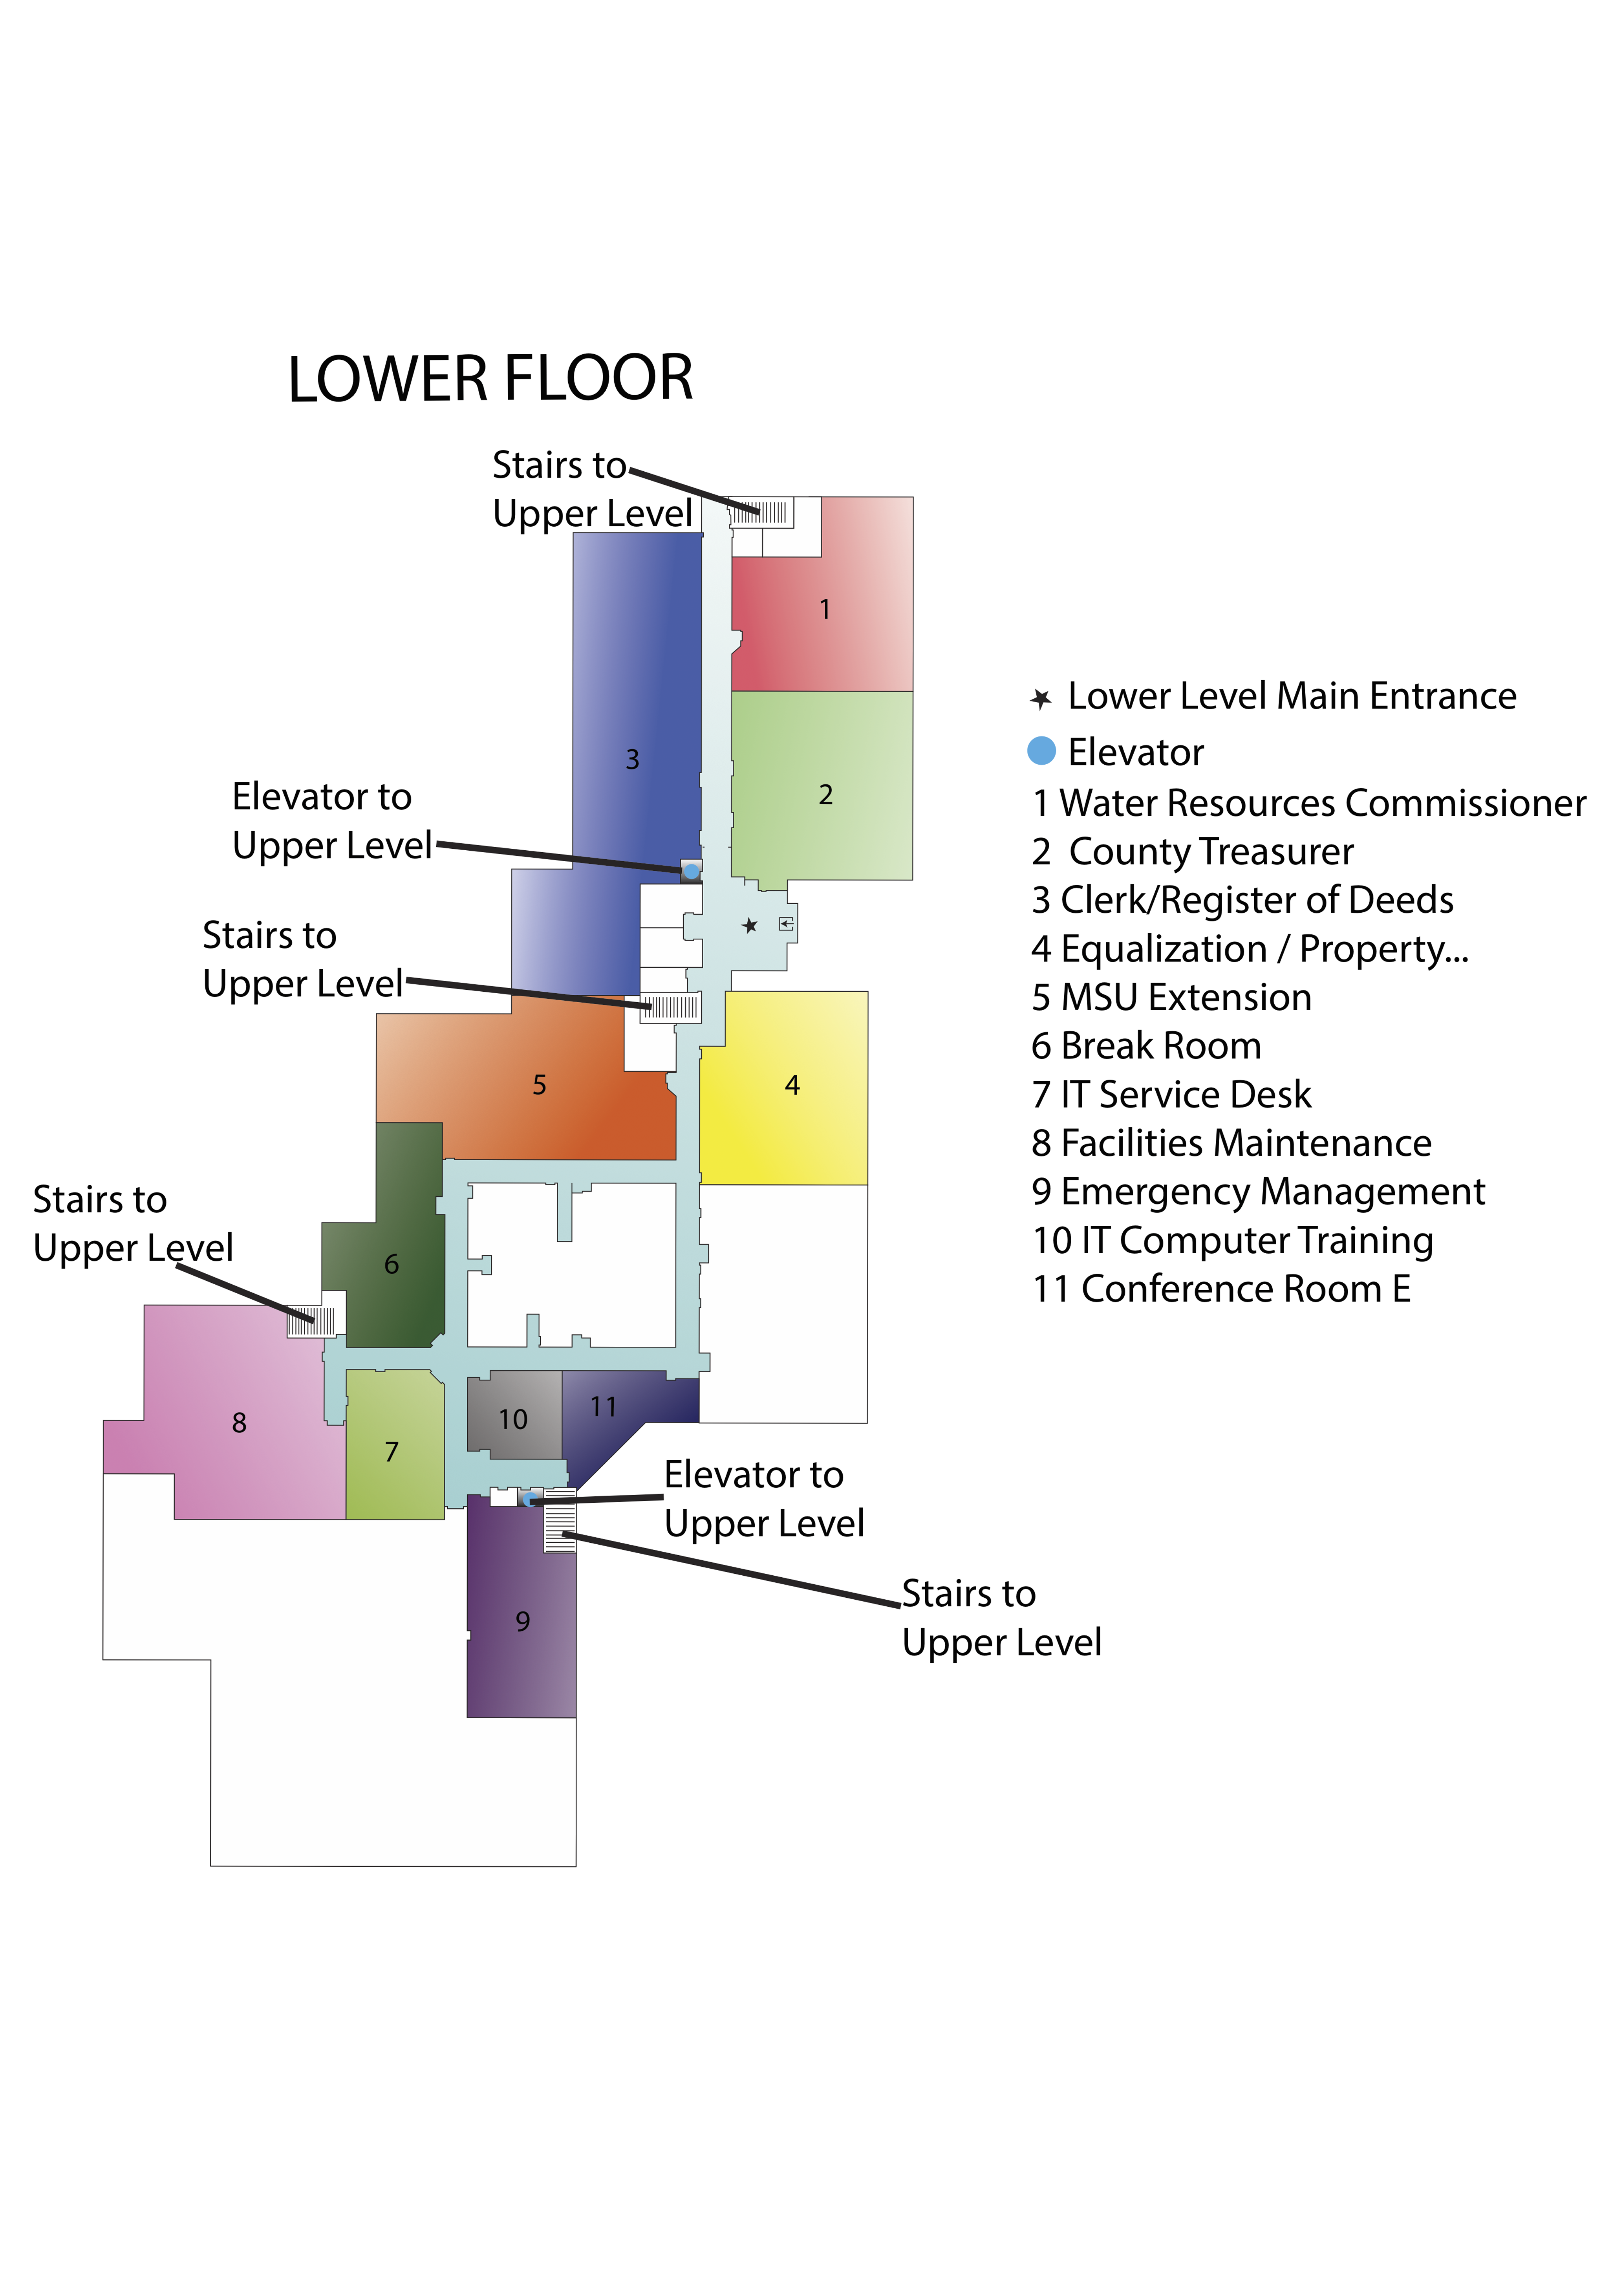 LOWER FLOOR
Stairs to
Upper Level
1
3
2
Elevator to
Upper Level
Stairs to
Upper Level
5
4
Stairs to
Upper Level
6
8
7
10
11
Elevator to
Upper Level
Stairs to
Upper Level
9
Lower Level Main Entrance
Elevator
1 Water Resources Commissioner
2 County Treasurer
3 Clerk/Register of Deeds
4 Equalization / Property...
5 MSU Extension
6 Break Room
7 IT Service Desk
8 Facilities Maintenance
9 Emergency Management
10 IT Computer Training
11 Conference Room E